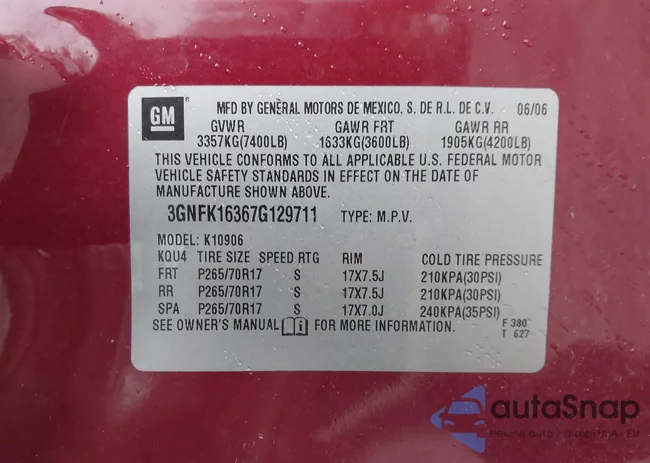 GM
MFD BY GENERAL MOTORS DE MEXICO, S. DE R.L. DE C.V. 06/06
GVWR GAWR FRT GAWR RR
3357KG(7400LB) 1633KG(3600LB) 1905KG(4200LB)
THIS VEHICLE CONFORMS TO ALL APPLICABLE U.S. FEDERAL MOTOR
VEHICLE SAFETY STANDARDS IN EFFECT ON THE DATE OF
MANUFACTURE SHOWN ABOVE.
3GNFK16367G129711 TYPE: M.P.V.
MODEL: K10906
KQU4 TIRE SIZE SPEED RTG RIM COLD TIRE PRESSURE
FRT P265/70R17 S 17X7.5J 210KPA(30PSI)
RR P265/70R17 S 17X7.5J 210KPA(30PSI)
SPA P265/70R17 S 17X7.0J 240KPA(35PSI)
SEE OWNER'S MANUAL FOR MORE INFORMATION.
F 380
T 627
autaSnap